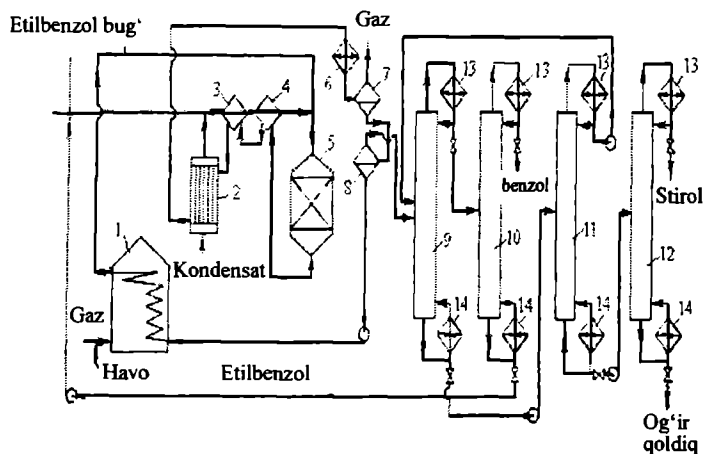 Etilbenzol bug‘
Gaz
3
4
6
7
13
13
13
13
5
8
2
benzol
Stirol
1
Kondensat
9
10
11
12
Gaz
14
14
14
14
Havo
Etilbenzol
Og‘ir
qoldiq